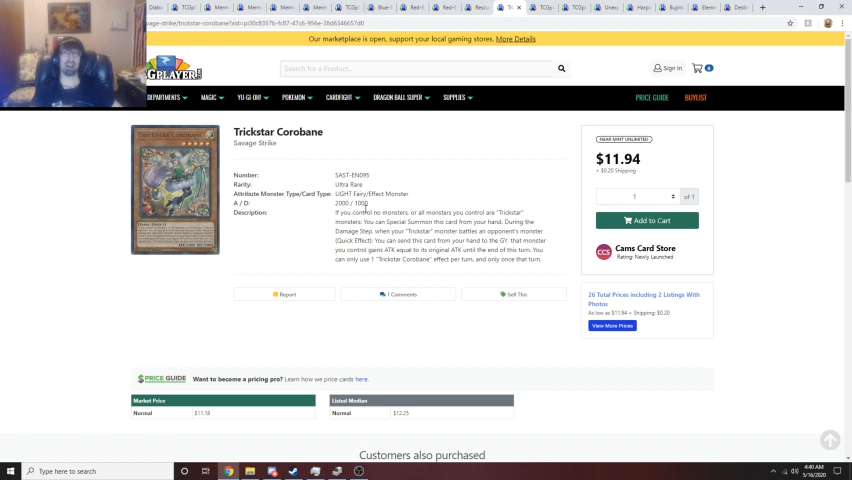 Our marketplace is open, support your local gaming stores. More Details
Search for a Product...
Sign In
0
DEPARTMENTS
MAGIC
YU-GI-OH!
POKEMON
CARDFIGHT
DRAGON BALL SUPER
SUPPLIES
PRICE GUIDE
BUYLIST
TRICKSTAR COROBANE
Trickstar Corobane
Savage Strike
Number: SAST-EN095
Rarity: Ultra Rare
Attribute Monster Type/Card Type: LIGHT Fairy/Effect Monster
A / D: 2000 / 1000
Description: If you control no monsters, or all monsters you control are "Trickstar"
monsters: You can Special Summon this card from your hand. During the
Damage Step, when your "Trickstar" monster battles an opponent's monster
(Quick Effect): You can send this card from your hand to the GY; that monster
you control gains ATK equal to its original ATK until the end of this turn. You
can only use 1 "Trickstar Corobane" effect per turn, and only once that turn.
Report
1 Comments
Sell This
NEAR MINT UNLIMITED
$11.94
+ $0.20 Shipping
1 of 1
Add to Cart
CCS
Cams Card Store
Rating: Newly Launched
26 Total Prices including 2 Listings With
Photos
As low as $11.94 + Shipping: $0.20
View More Prices
PRICE GUIDE Want to become a pricing pro? Learn how we price cards here.
Market Price
Normal $11.18
Listed Median
Normal $12.25
Customers also purchased
Type here to search
4:40 AM
5/16/2020